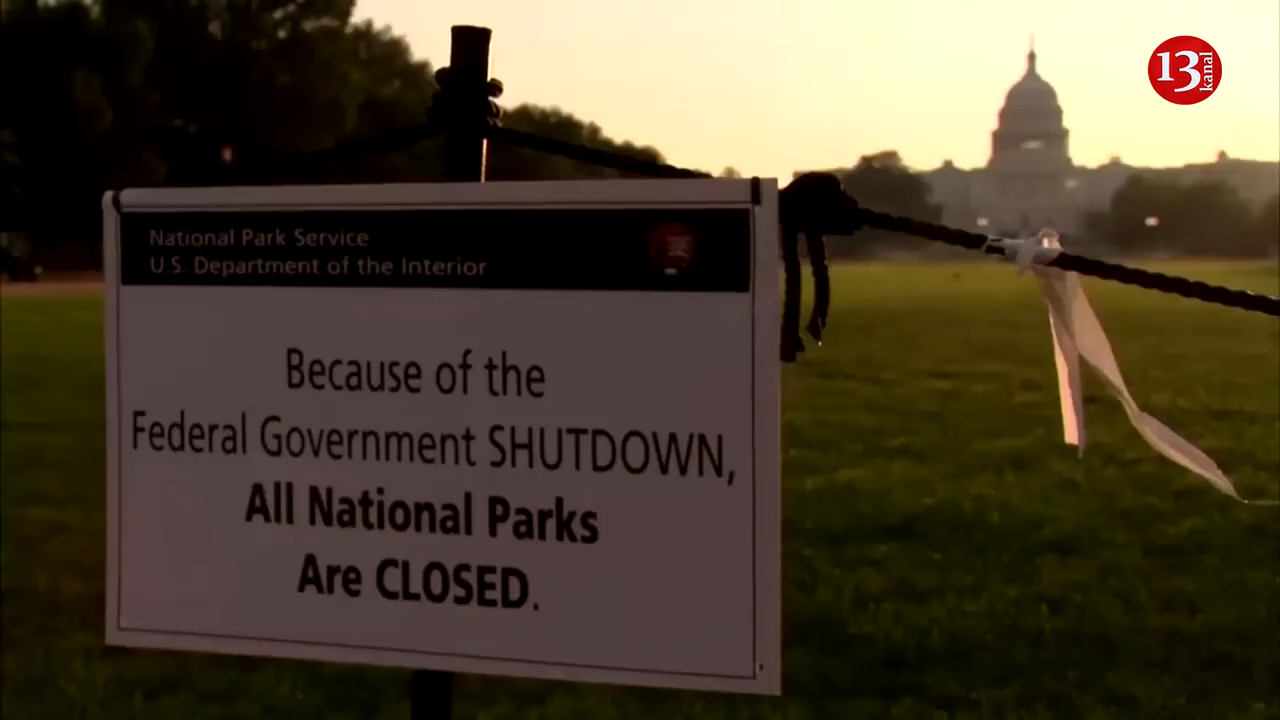 13
kanal
National Park Service
U.S. Department of the Interior
Because of the
Federal Government SHUTDOWN,
All National Parks
Are CLOSED.